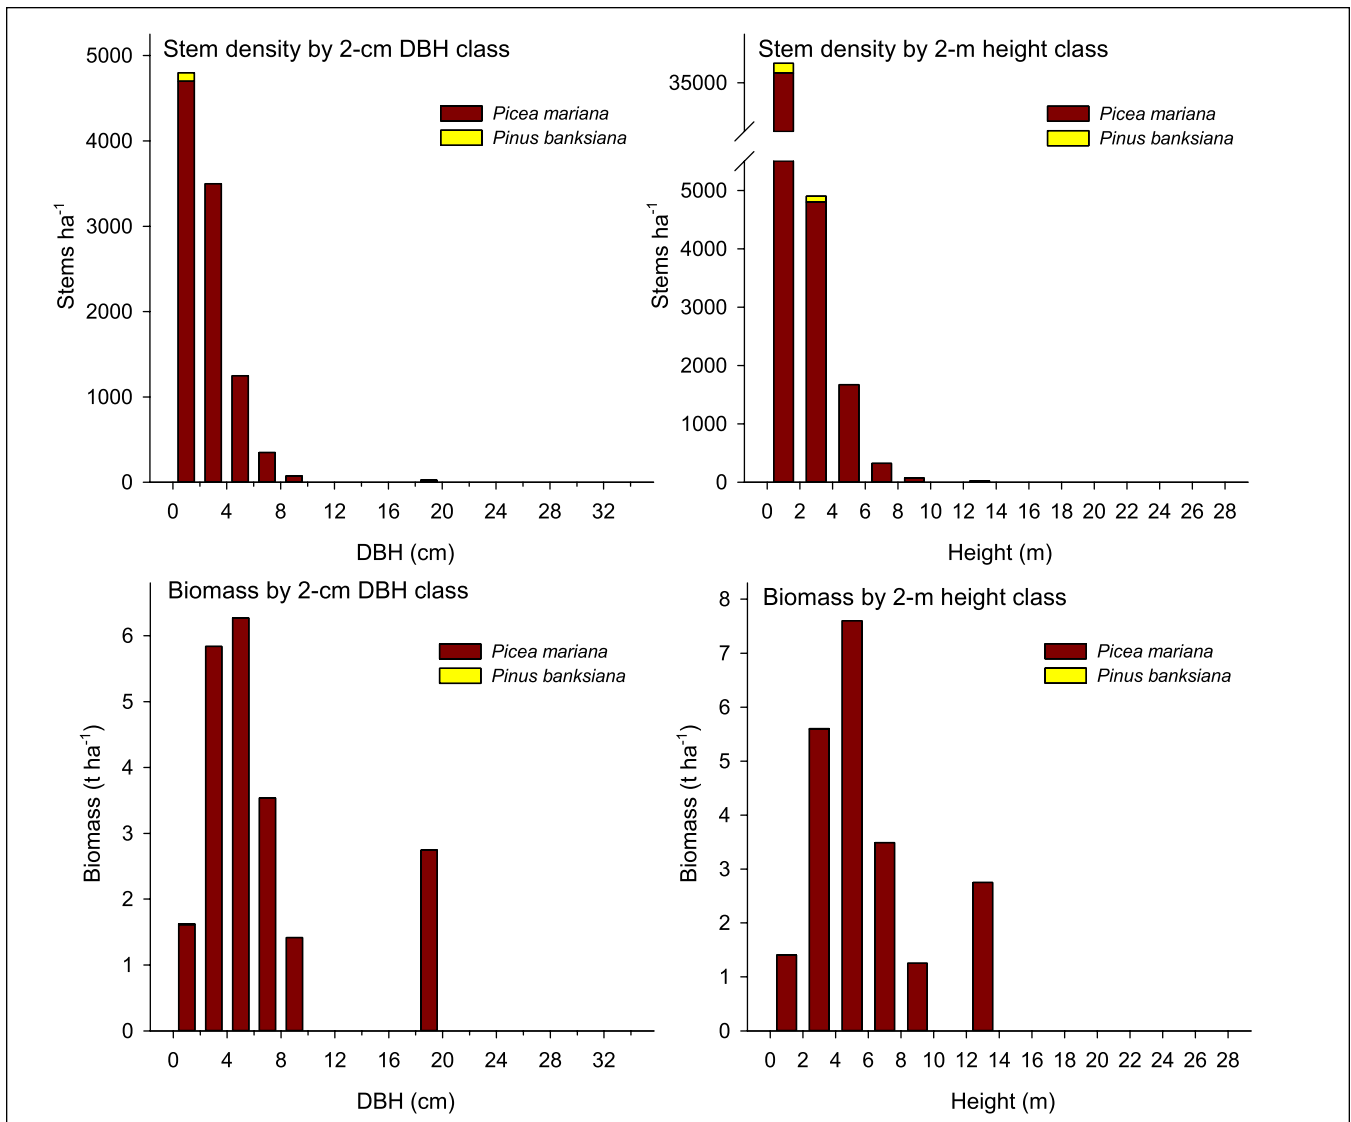 Stem density by 2-cm DBH class
5000
4000
3000
2000
1000
0
Stems ha-1
Picea mariana
Pinus banksiana
0 4 8 12 16 20 24 28 32
DBH (cm)
Stem density by 2-m height class
35000
5000
4000
3000
2000
1000
0
Stems ha-1
Picea mariana
Pinus banksiana
0 2 4 6 8 10 12 14 16 18 20 22 24 26 28
Height (m)
Biomass by 2-cm DBH class
6
5
4
3
2
1
0
Biomass (t ha-1)
Picea mariana
Pinus banksiana
0 4 8 12 16 20 24 28 32
DBH (cm)
Biomass by 2-m height class
8
7
6
5
4
3
2
1
0
Biomass (t ha-1)
Picea mariana
Pinus banksiana
0 2 4 6 8 10 12 14 16 18 20 22 24 26 28
Height (m)